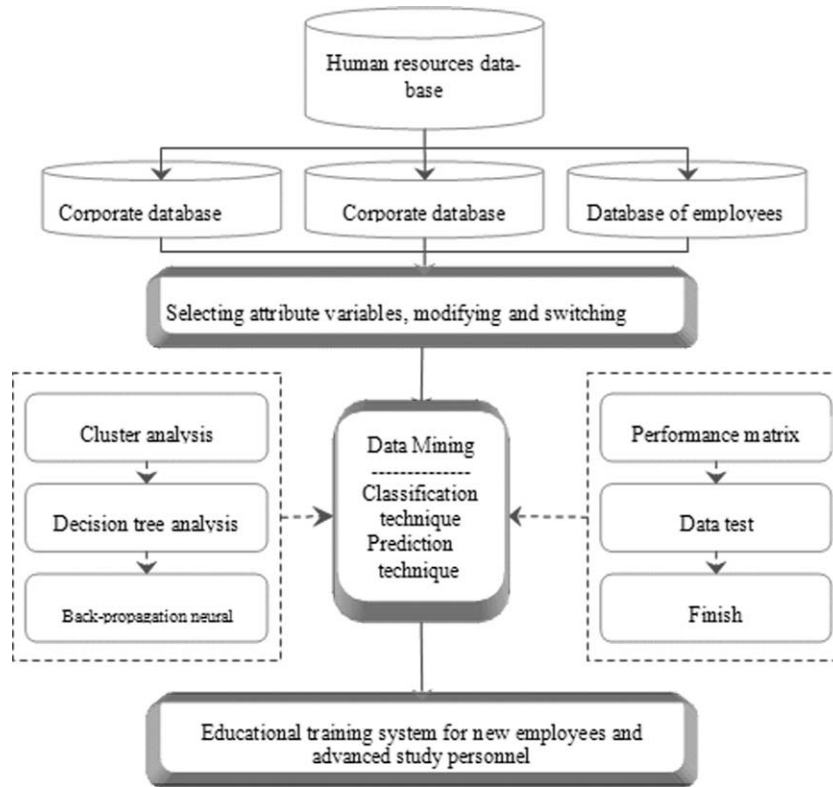 Human resources data-
base
Corporate database
Corporate database
Database of employees
Selecting attribute variables, modifying and switching
Cluster analysis
Decision tree analysis
Back-propagation neural
Data Mining
--------------
Classification
technique
Prediction
technique
Performance matrix
Data test
Finish
Educational training system for new employees and
advanced study personnel